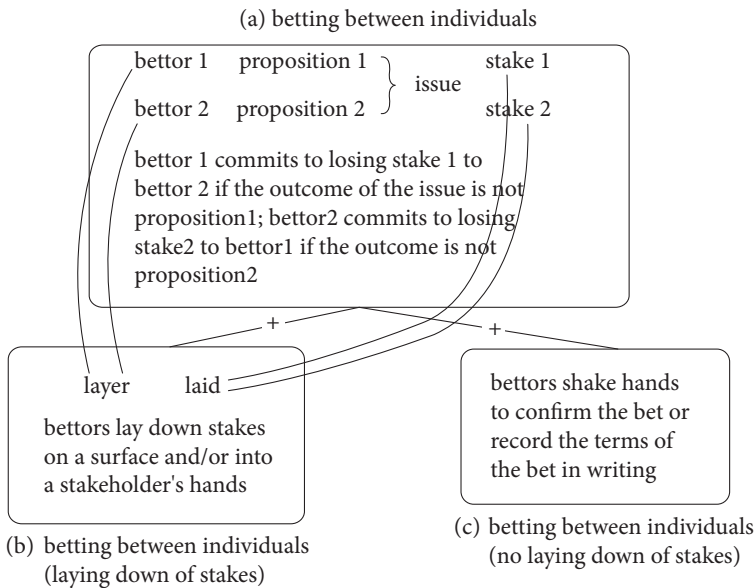 (a) betting between individuals
bettor 1 proposition 1 stake 1
issue
bettor 2 proposition 2 stake 2
bettor 1 commits to losing stake 1 to
bettor 2 if the outcome of the issue is not
proposition1; bettor2 commits to losing
stake2 to bettor1 if the outcome is not
proposition2
+ +
layer laid
bettors lay down stakes
on a surface and/or into
a stakeholder's hands
bettors shake hands
to confirm the bet or
record the terms of
the bet in writing
(b) betting between individuals
(laying down of stakes)
(c) betting between individuals
(no laying down of stakes)